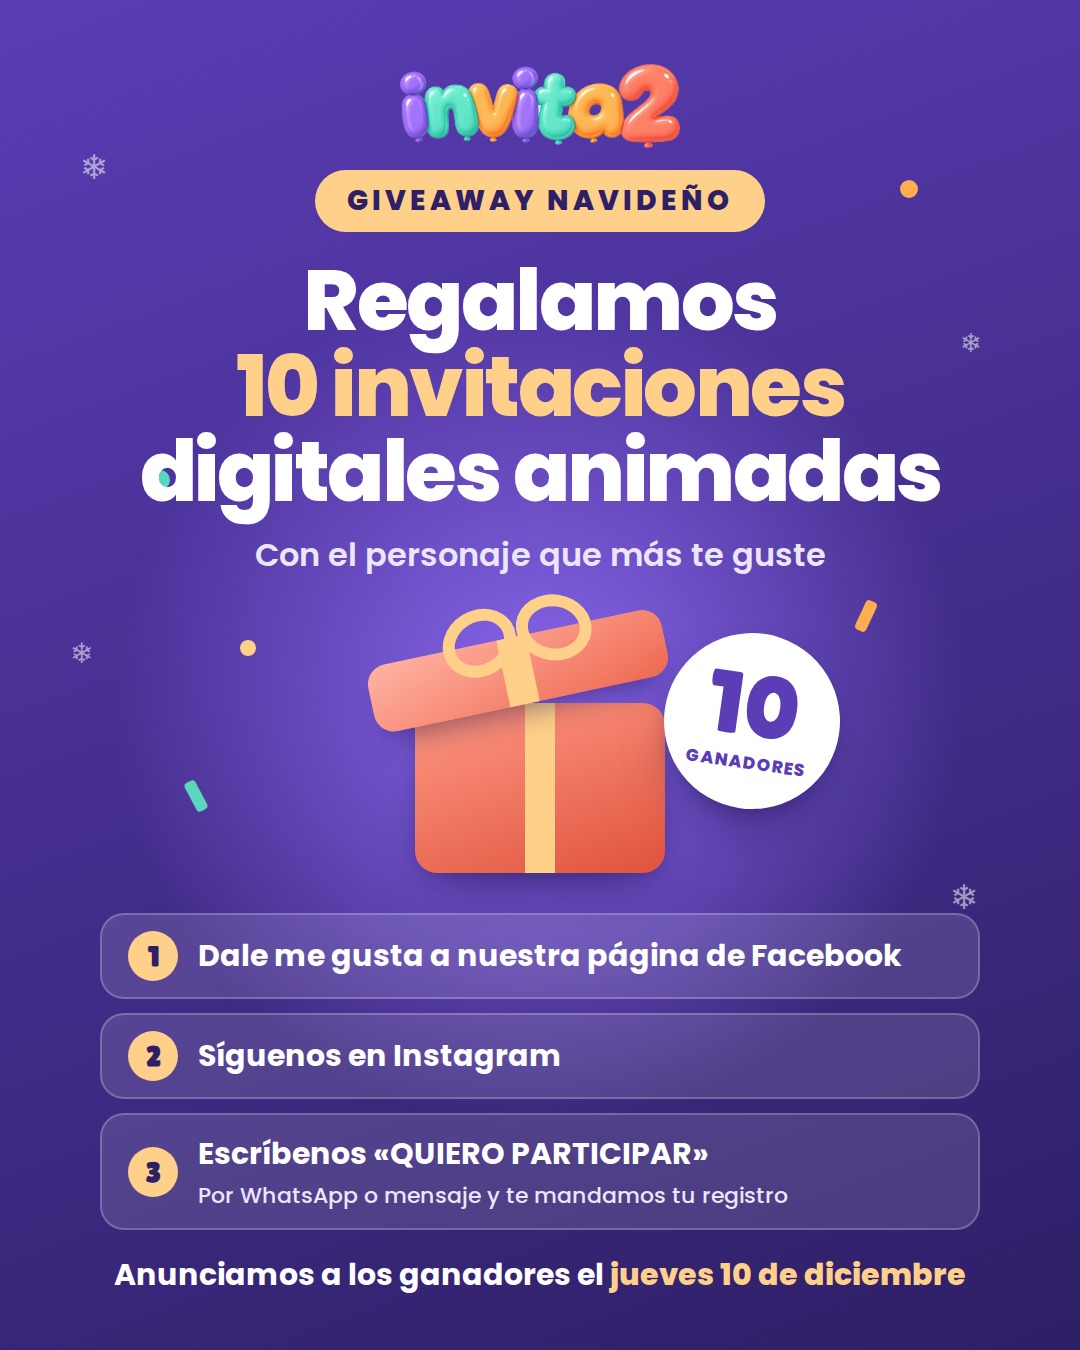 invita2
GIVEAWAY NAVIDEÑO
Regalamos
10 invitaciones
digitales animadas
Con el personaje que más te guste
10
GANADORES
1 Dale me gusta a nuestra página de Facebook
2 Síguenos en Instagram
3 Escríbenos «QUIERO PARTICIPAR»
Por WhatsApp o mensaje y te mandamos tu registro
Anunciamos a los ganadores el jueves 10 de diciembre